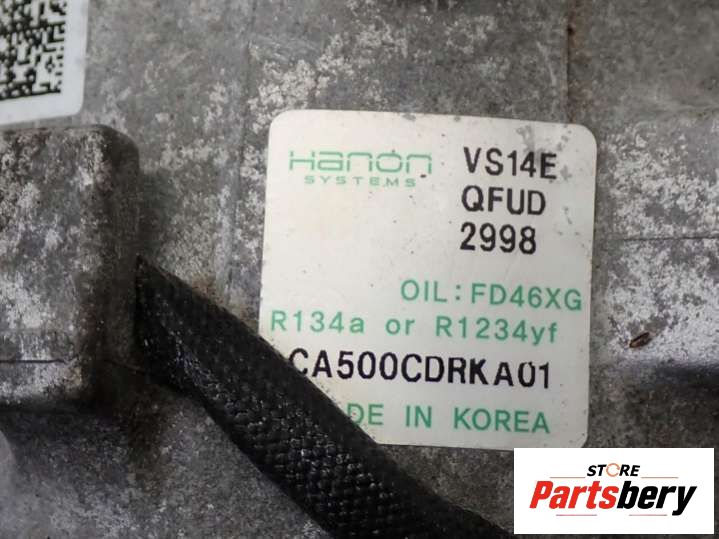 Hanon
SYSTEMS
VS14E
QFUD
2998
OIL: FD46XG
R134a or R1234yf
CA500CDRKA01
DE IN KOREA
STORE
Partsbery